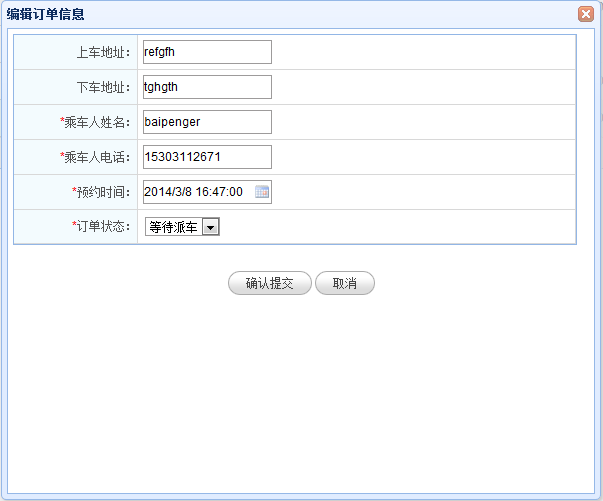 编辑订单信息
上车地址： refgfh
下车地址： tghgth
*乘车人姓名： baipenger
*乘车人电话： 15303112671
*预约时间： 2014/3/8 16:47:00
*订单状态： 等待派车
确认提交 取消